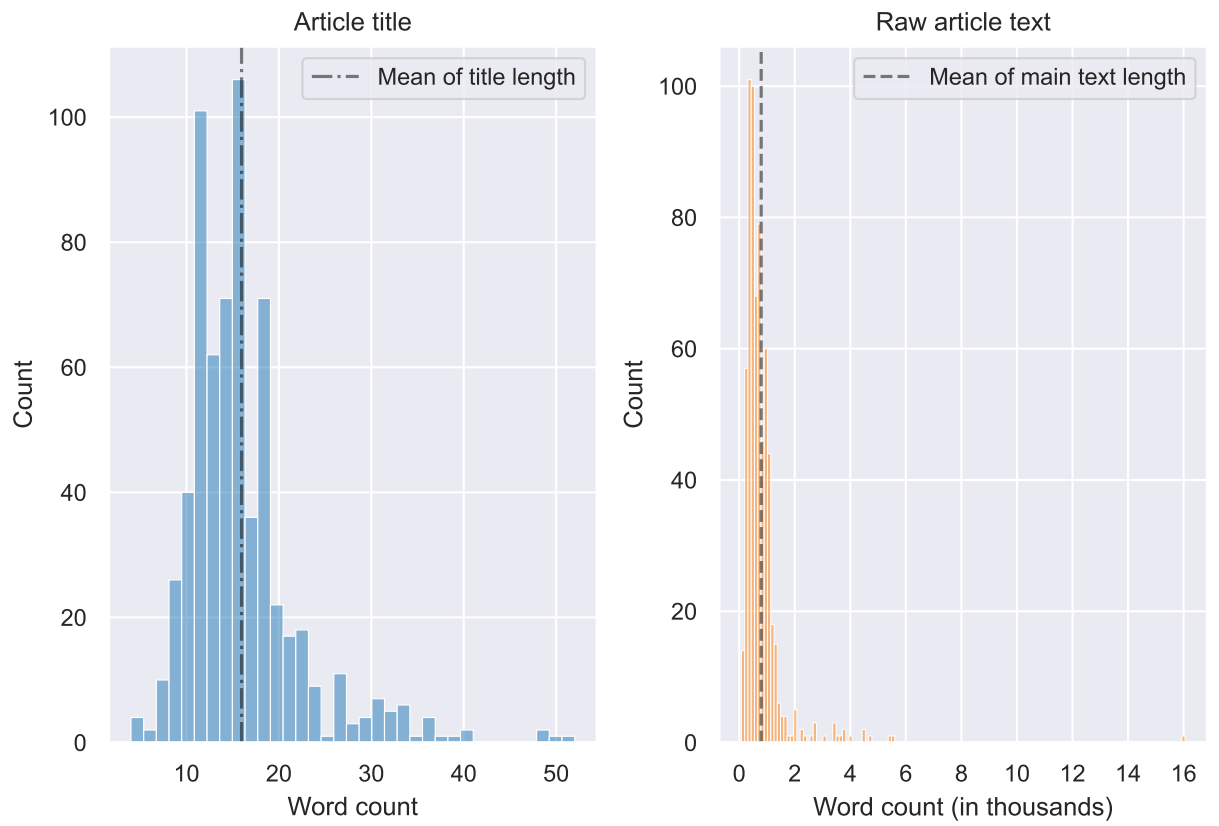 Article title
Mean of title length
100
80
60
40
20
0
Count
10 20 30 40 50
Word count
Raw article text
Mean of main text length
100
80
60
40
20
0
Count
0 2 4 6 8 10 12 14 16
Word count (in thousands)